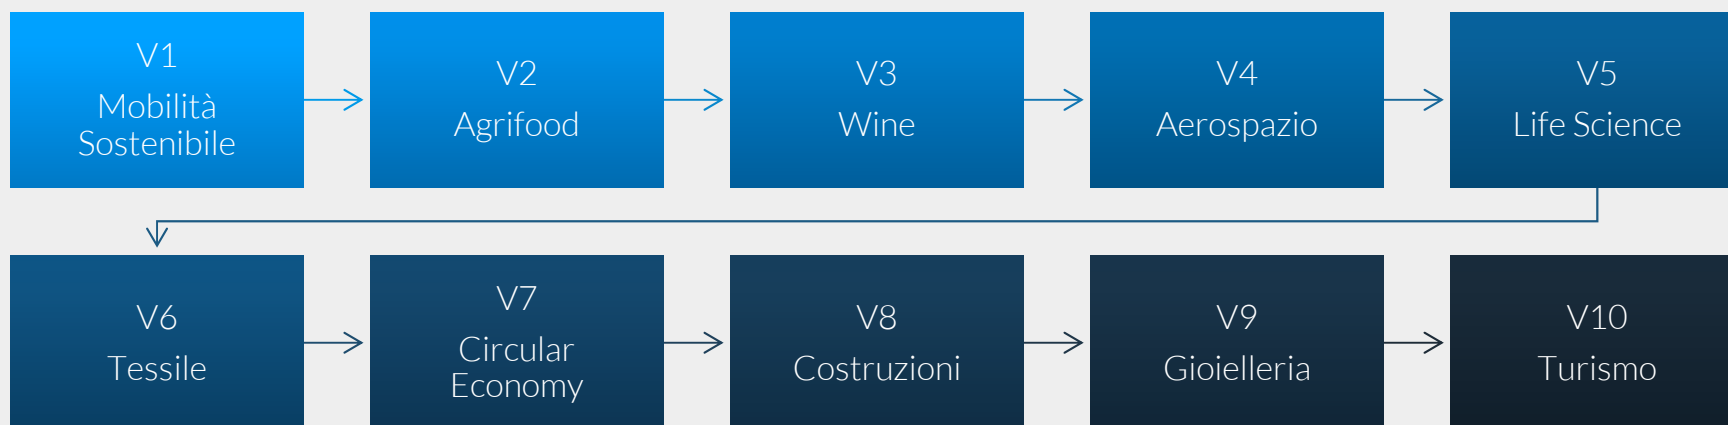 V1
Mobilità
Sostenibile
V2
Agrifood
V3
Wine
V4
Aerospazio
V5
Life Science
V6
Tessile
V7
Circular
Economy
V8
Costruzioni
V9
Gioielleria
V10
Turismo